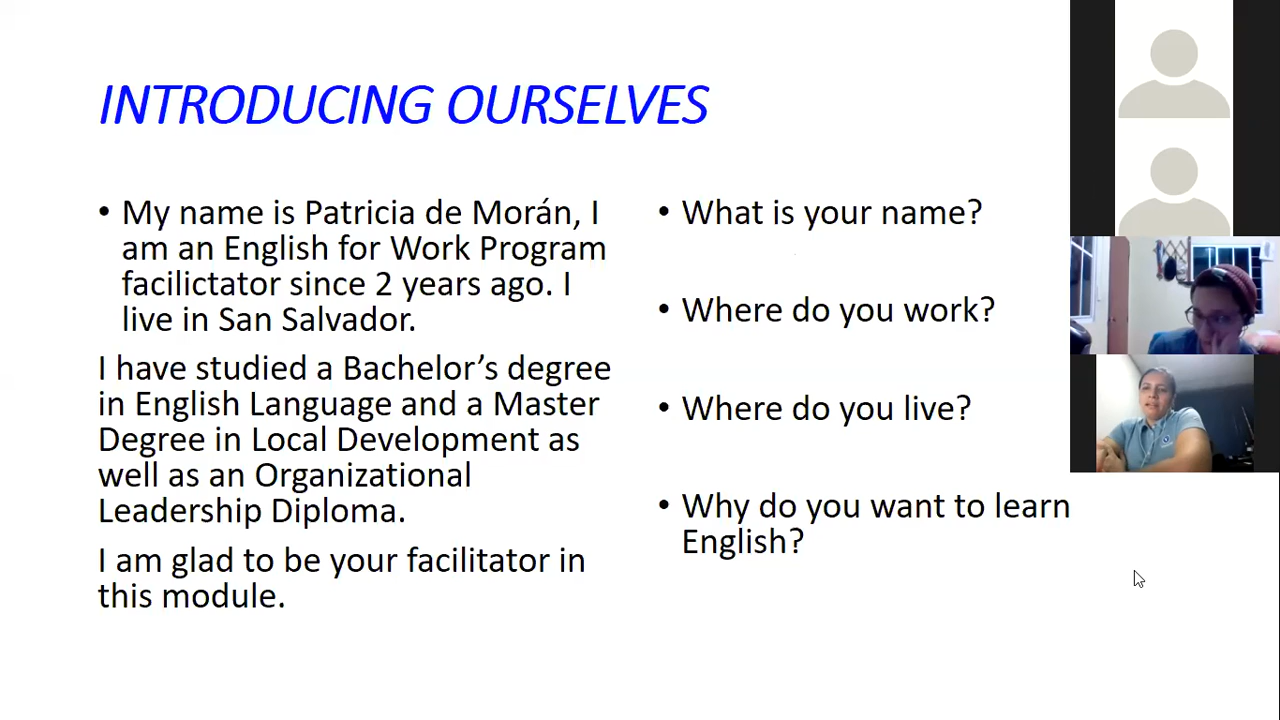 INTRODUCING OURSELVES
• My name is Patricia de Morán, I
am an English for Work Program
facilictator since 2 years ago. I
live in San Salvador.
I have studied a Bachelor’s degree
in English Language and a Master
Degree in Local Development as
well as an Organizational
Leadership Diploma.
I am glad to be your facilitator in
this module.
• What is your name?
• Where do you work?
• Where do you live?
• Why do you want to learn
English?